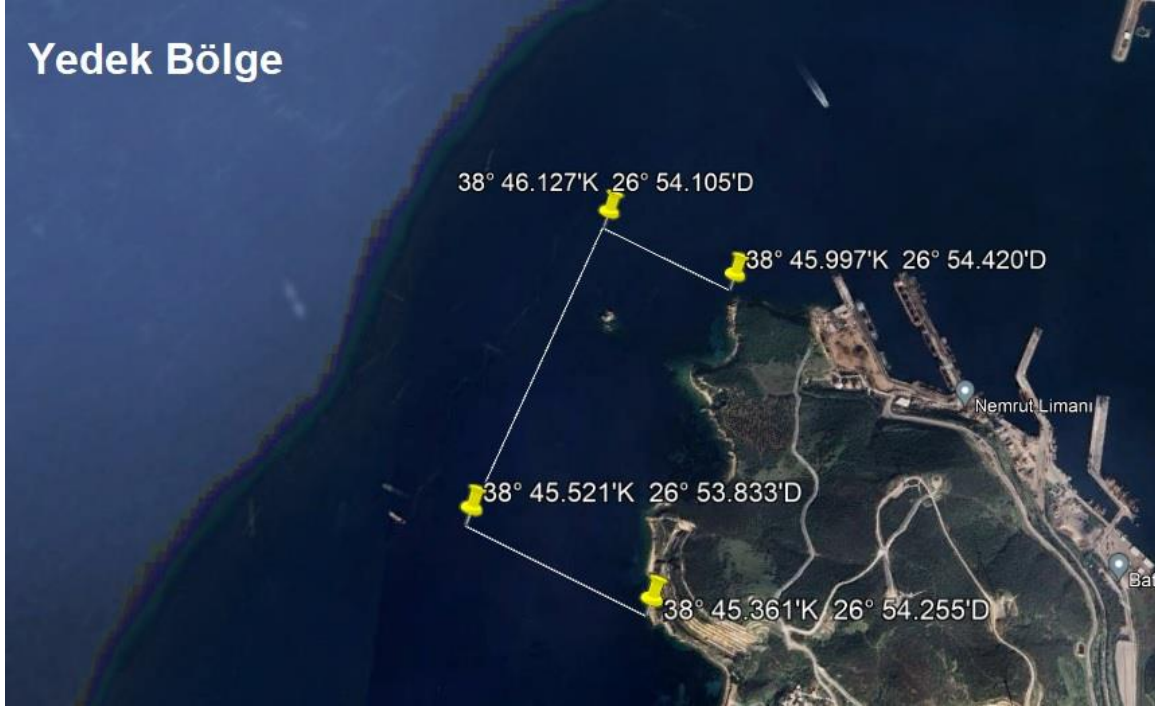 Yedek Bölge
38° 46.127'K 26° 54.105'D
38° 45.997'K 26° 54.420'D
Nemrut Limanı
38° 45.521'K 26° 53.833'D
Bat
38° 45.361'K 26° 54.255'D